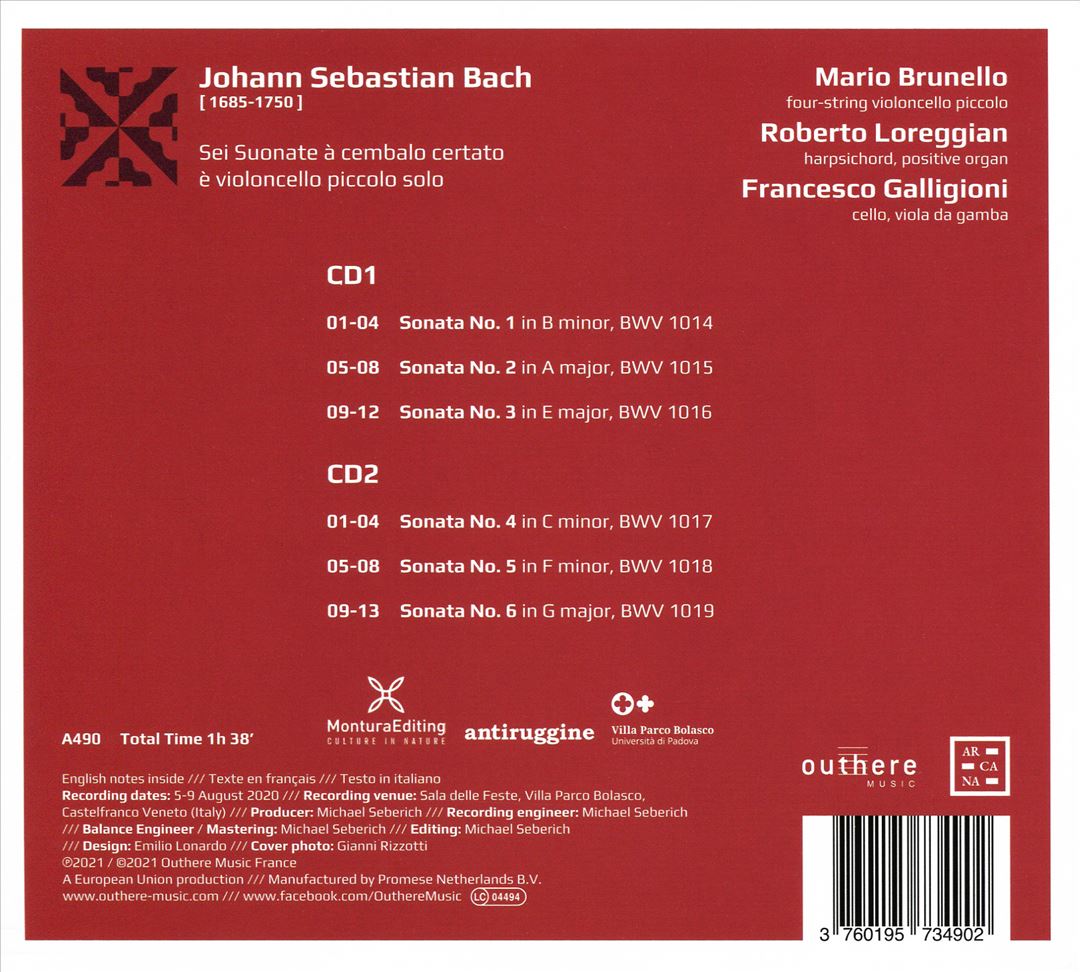 Johann Sebastian Bach
[ 1685-1750 ]
Sei Suonate à cembalo certato
è violoncello piccolo solo
Mario Brunello
four-string violoncello piccolo
Roberto Loreggian
harpsichord, positive organ
Francesco Galligioni
cello, viola da gamba
CD1
01-04 Sonata No. 1 in B minor, BWV 1014
05-08 Sonata No. 2 in A major, BWV 1015
09-12 Sonata No. 3 in E major, BWV 1016
CD2
01-04 Sonata No. 4 in C minor, BWV 1017
05-08 Sonata No. 5 in F minor, BWV 1018
09-13 Sonata No. 6 in G major, BWV 1019
MonturaEditing
CULTURE IN NATURE
antiruggine
Villa Parco Bolasco
Università di Padova
A490 Total Time 1h 38’
outhere
MUSIC
AR
CA
NA
English notes inside /// Texte en français /// Testo in italiano
Recording dates: 5-9 August 2020 /// Recording venue: Sala delle Feste, Villa Parco Bolasco,
Castelfranco Veneto (Italy) /// Producer: Michael Seberich /// Recording engineer: Michael Seberich
/// Balance Engineer / Mastering: Michael Seberich /// Editing: Michael Seberich
/// Design: Emilio Lonardo /// Cover photo: Gianni Rizzotti
℗2021 / ©2021 Outhere Music France
A European Union production /// Manufactured by Promese Netherlands B.V.
www.outhere-music.com /// www.facebook.com/OuthereMusic LC 04494
3 760195 734902